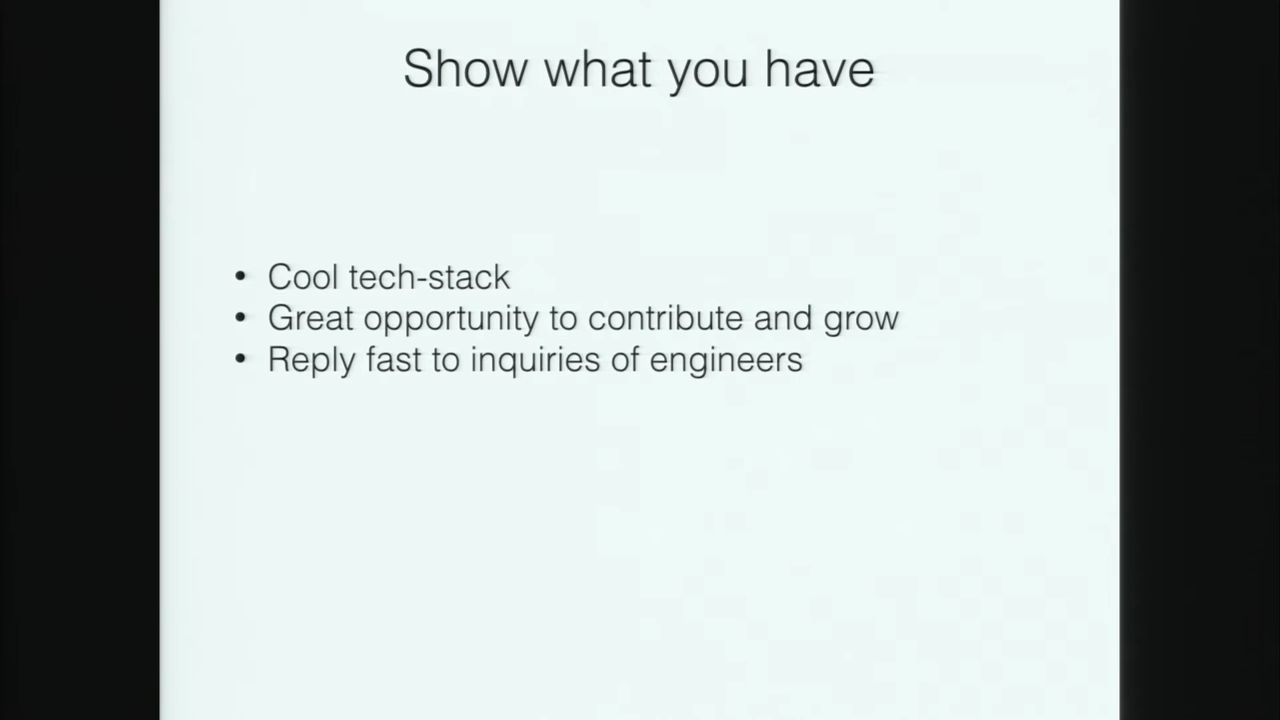 Show what you have
• Cool tech-stack
• Great opportunity to contribute and grow
• Reply fast to inquiries of engineers